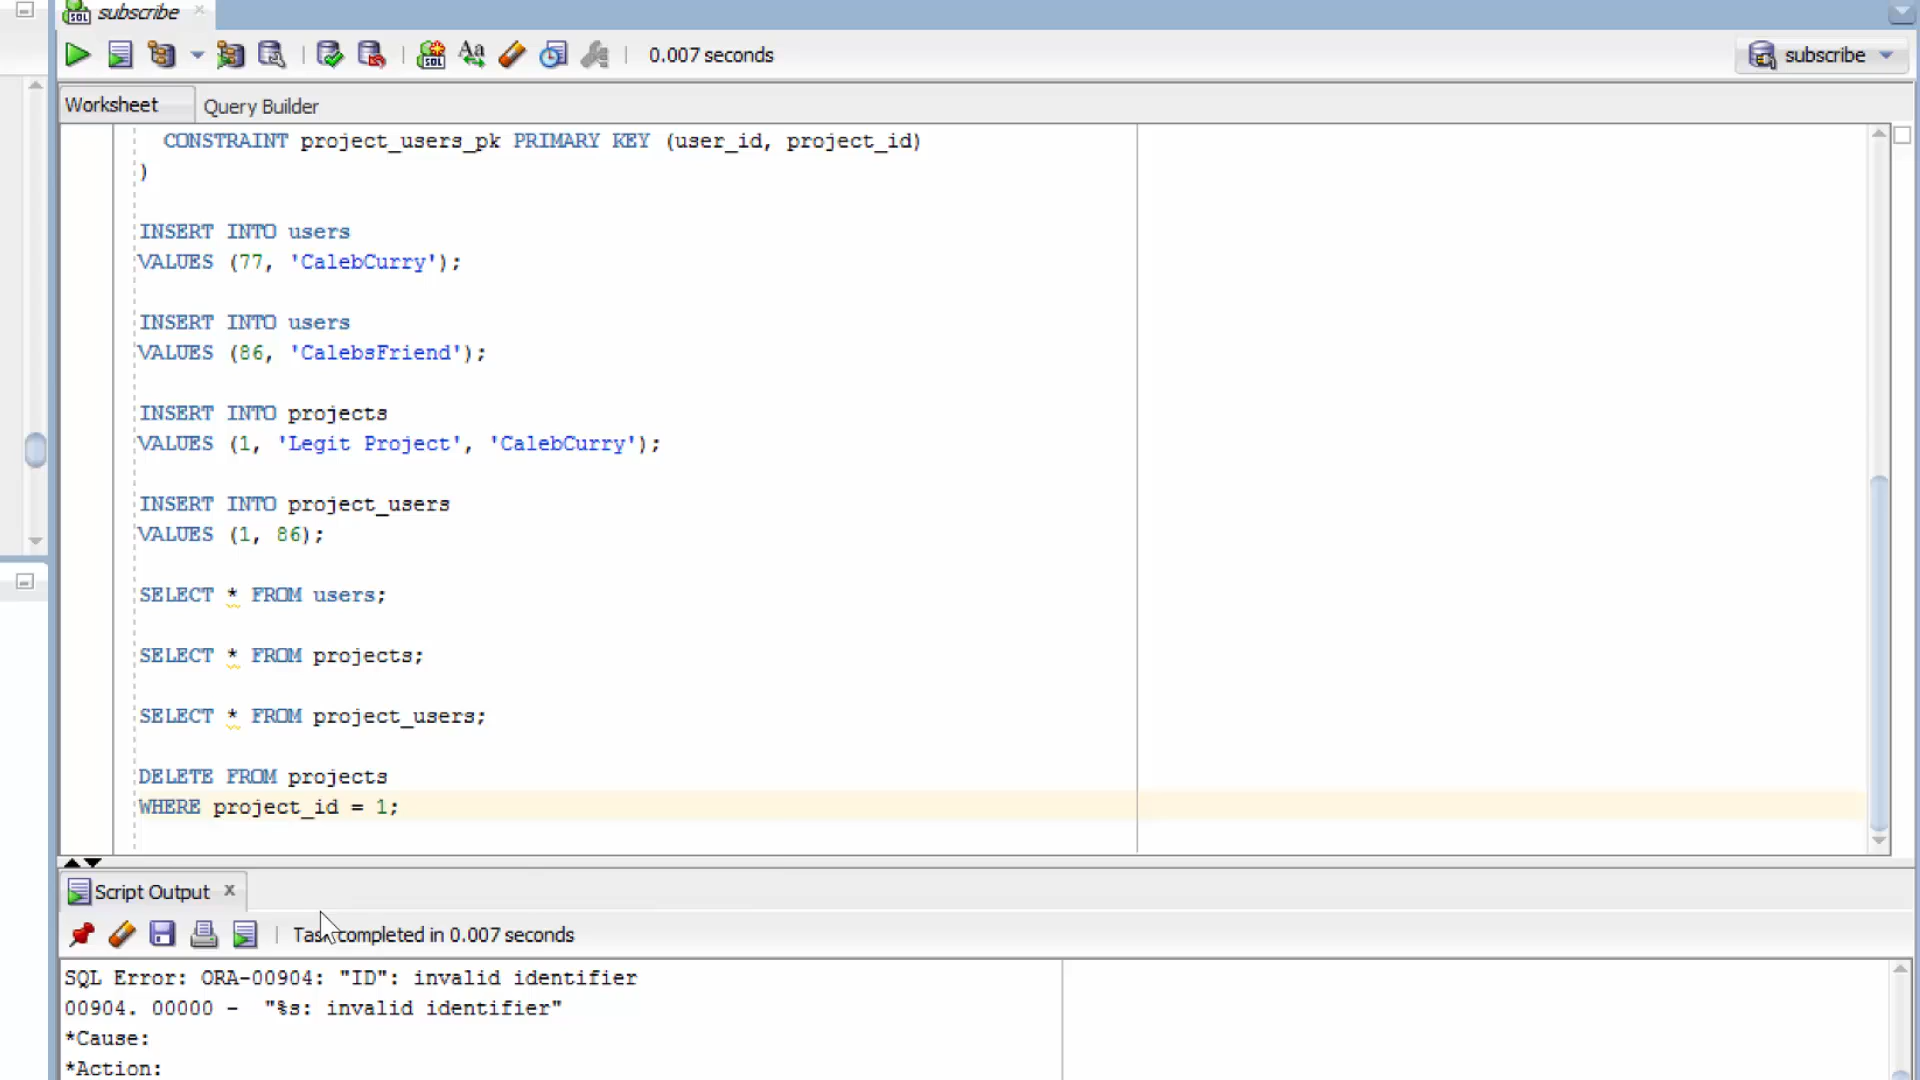 subscribe
0.007 seconds
subscribe
Worksheet
Query Builder
CONSTRAINT project_users_pk PRIMARY KEY (user_id, project_id)
)
INSERT INTO users
VALUES (77, 'CalebCurry');
INSERT INTO users
VALUES (86, 'CalebsFriend');
INSERT INTO projects
VALUES (1, 'Legit Project', 'CalebCurry');
INSERT INTO project_users
VALUES (1, 86);
SELECT * FROM users;
SELECT * FROM projects;
SELECT * FROM project_users;
DELETE FROM projects
WHERE project_id = 1;
Script Output
Task completed in 0.007 seconds
SQL Error: ORA-00904: "ID": invalid identifier
00904. 00000 - "%s: invalid identifier"
*Cause:
*Action: